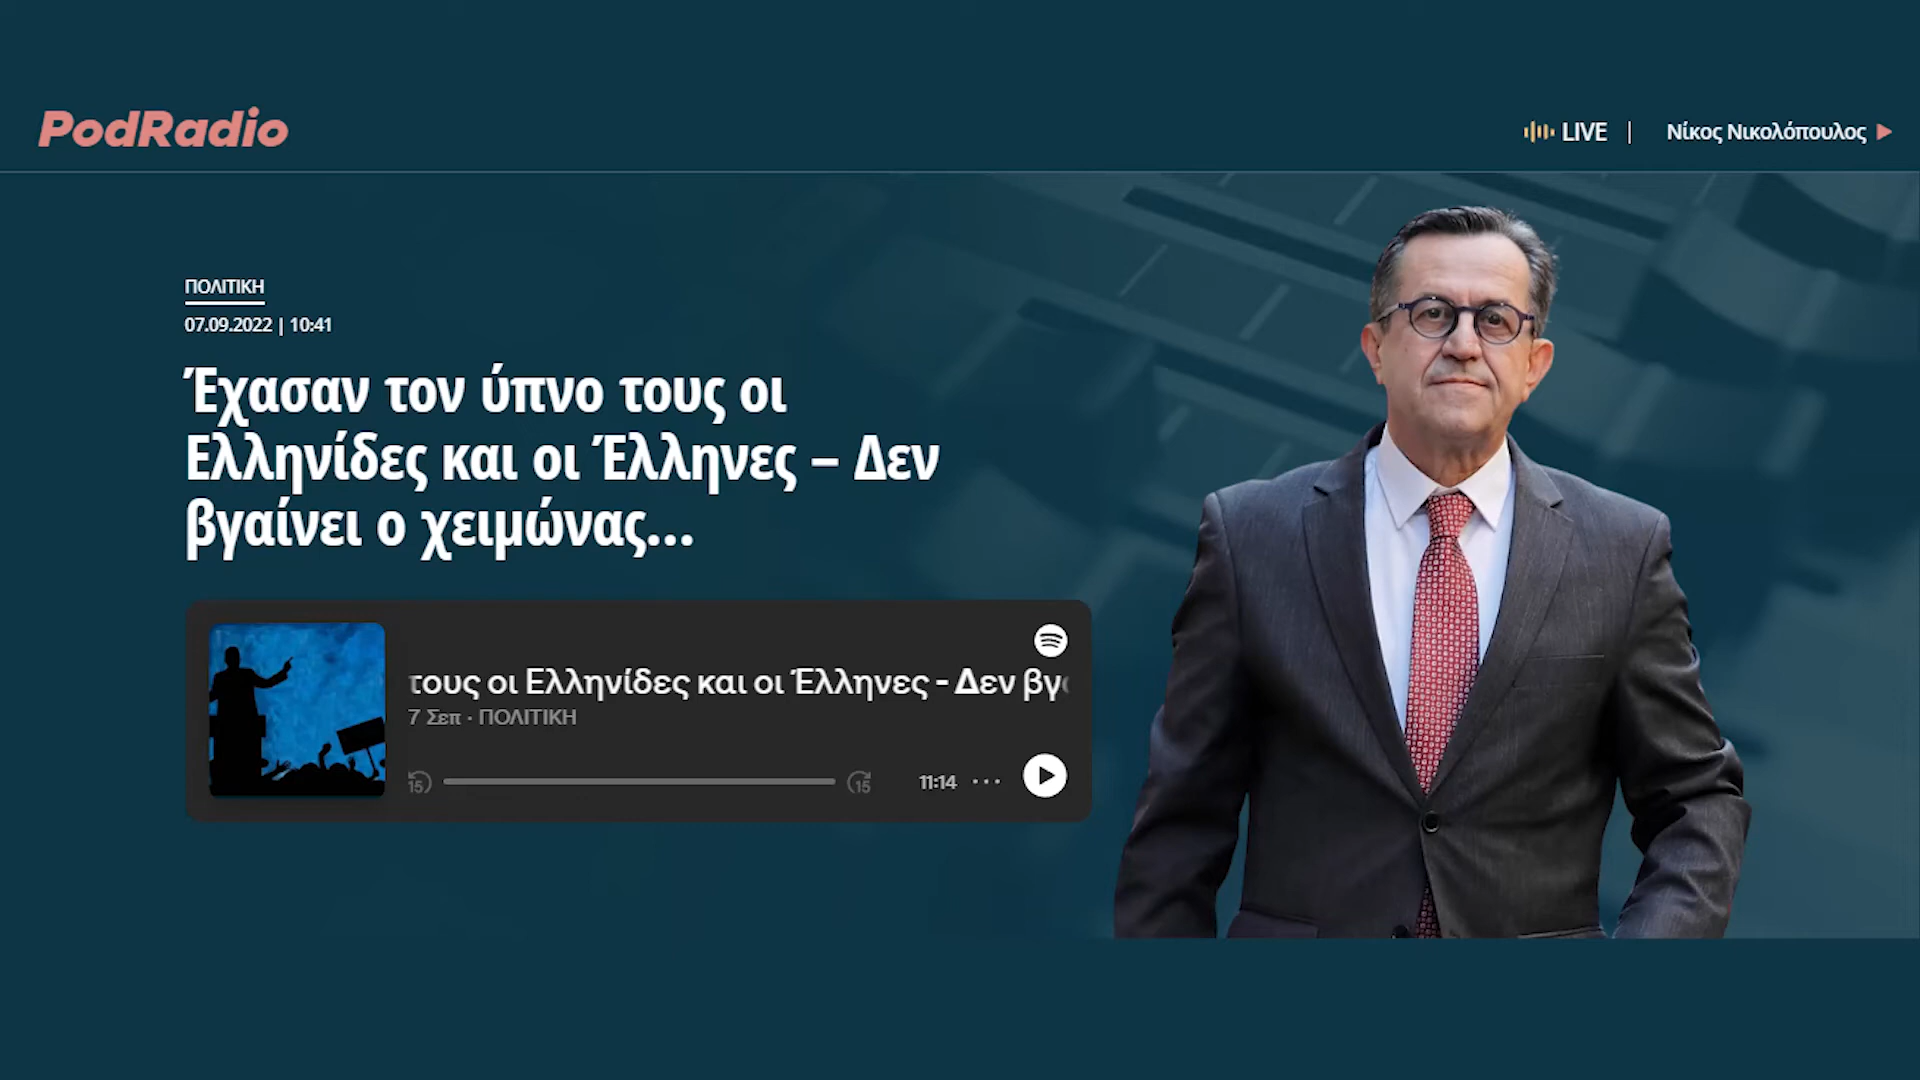 PodRadio
LIVE | Νίκος Νικολόπουλος
ΠΟΛΙΤΙΚΗ
07.09.2022 | 10:41
Έχασαν τον ύπνο τους οι
Ελληνίδες και οι Έλληνες – Δεν
βγαίνει ο χειμώνας...
τους οι Ελληνίδες και οι Έλληνες - Δεν βγα
7 Σεπ · ΠΟΛΙΤΙΚΗ
15
15
11:14